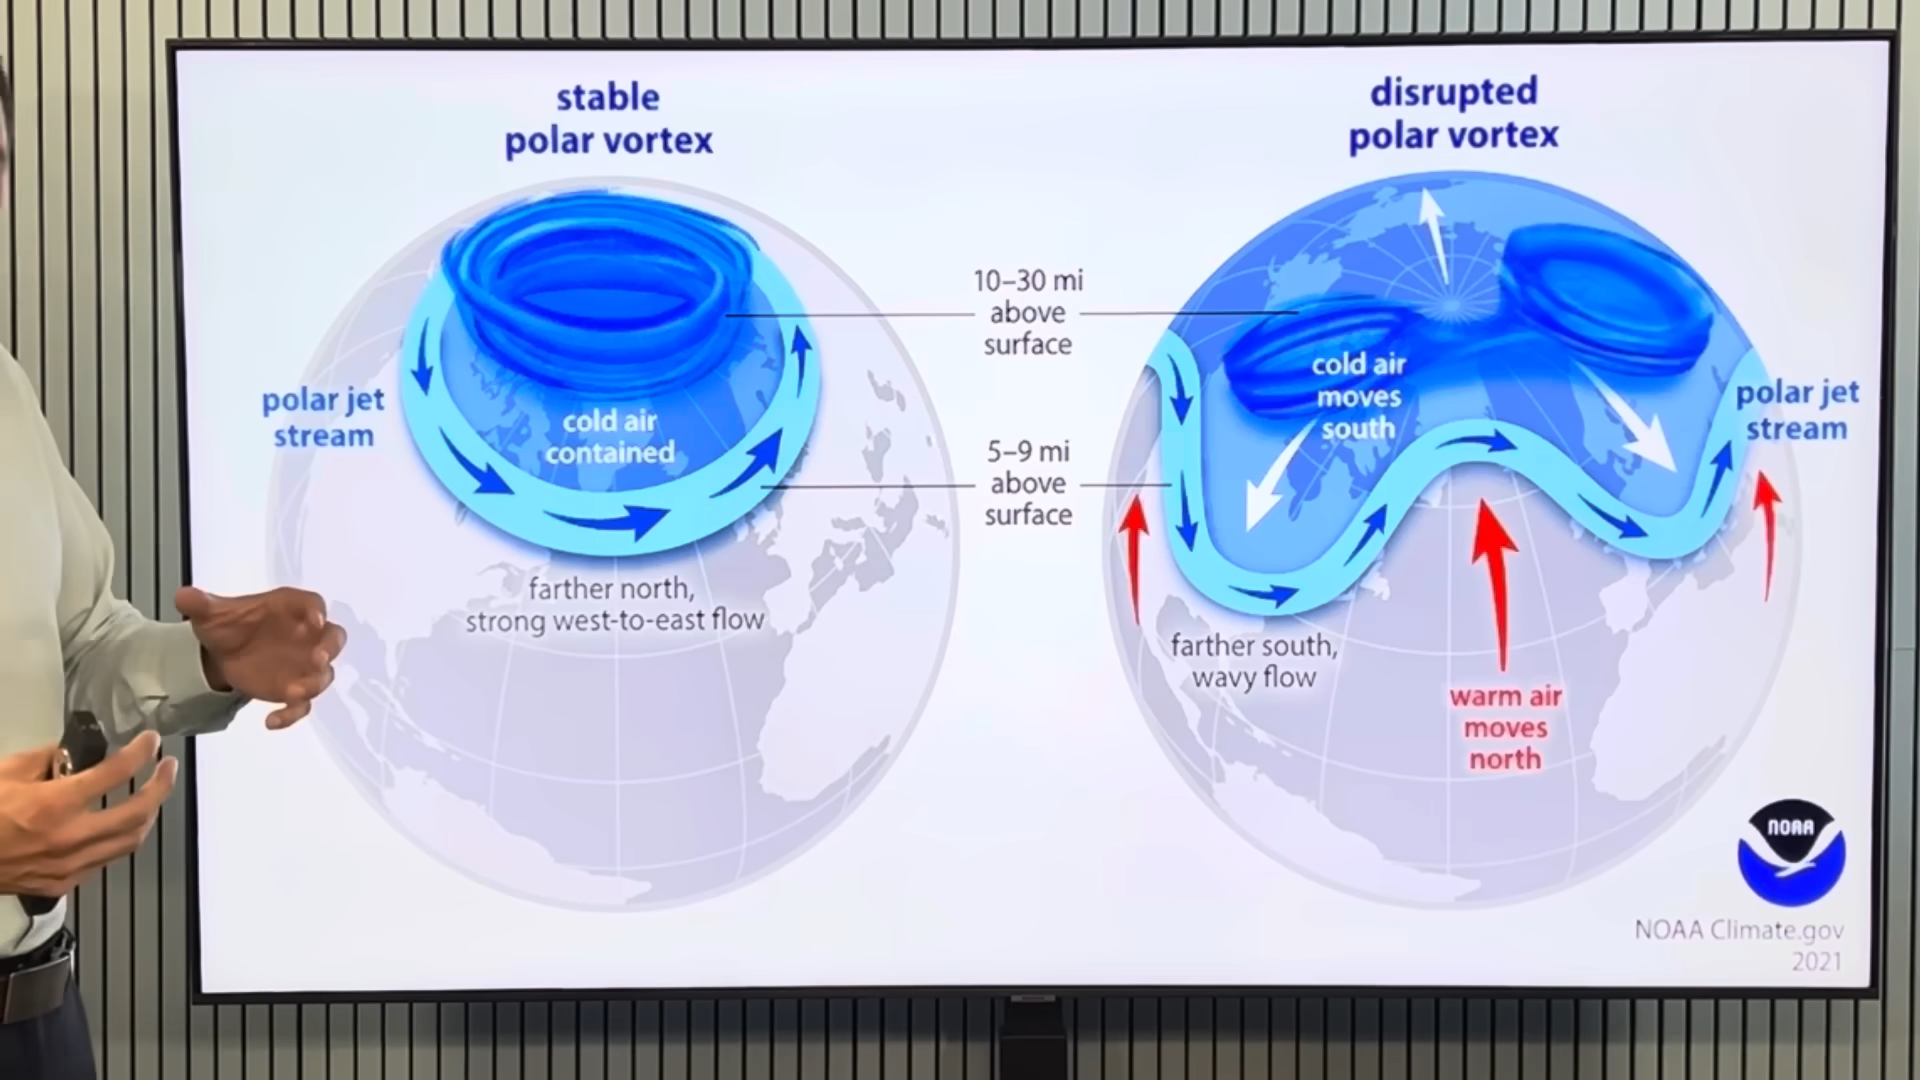 stable
polar vortex
disrupted
polar vortex
10–30 mi
above
surface
cold air
moves
south
polar jet
stream
polar jet
stream
cold air
contained
5–9 mi
above
surface
farther north,
strong west-to-east flow
farther south,
wavy flow
warm air
moves
north
NOAA
NOAA Climate.gov
2021